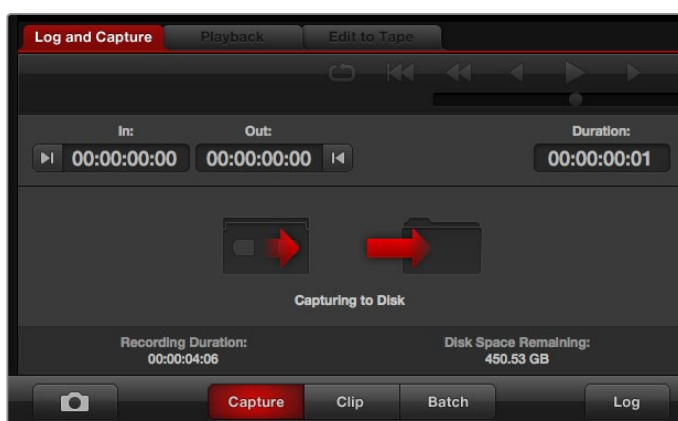 Log and Capture Playback Edit to Tape
In: Out: Duration:
00:00:00:00 00:00:00:00 00:00:00:01
Capturing to Disk
Recording Duration: Disk Space Remaining:
00:00:04:06 450.53 GB
Capture Clip Batch Log